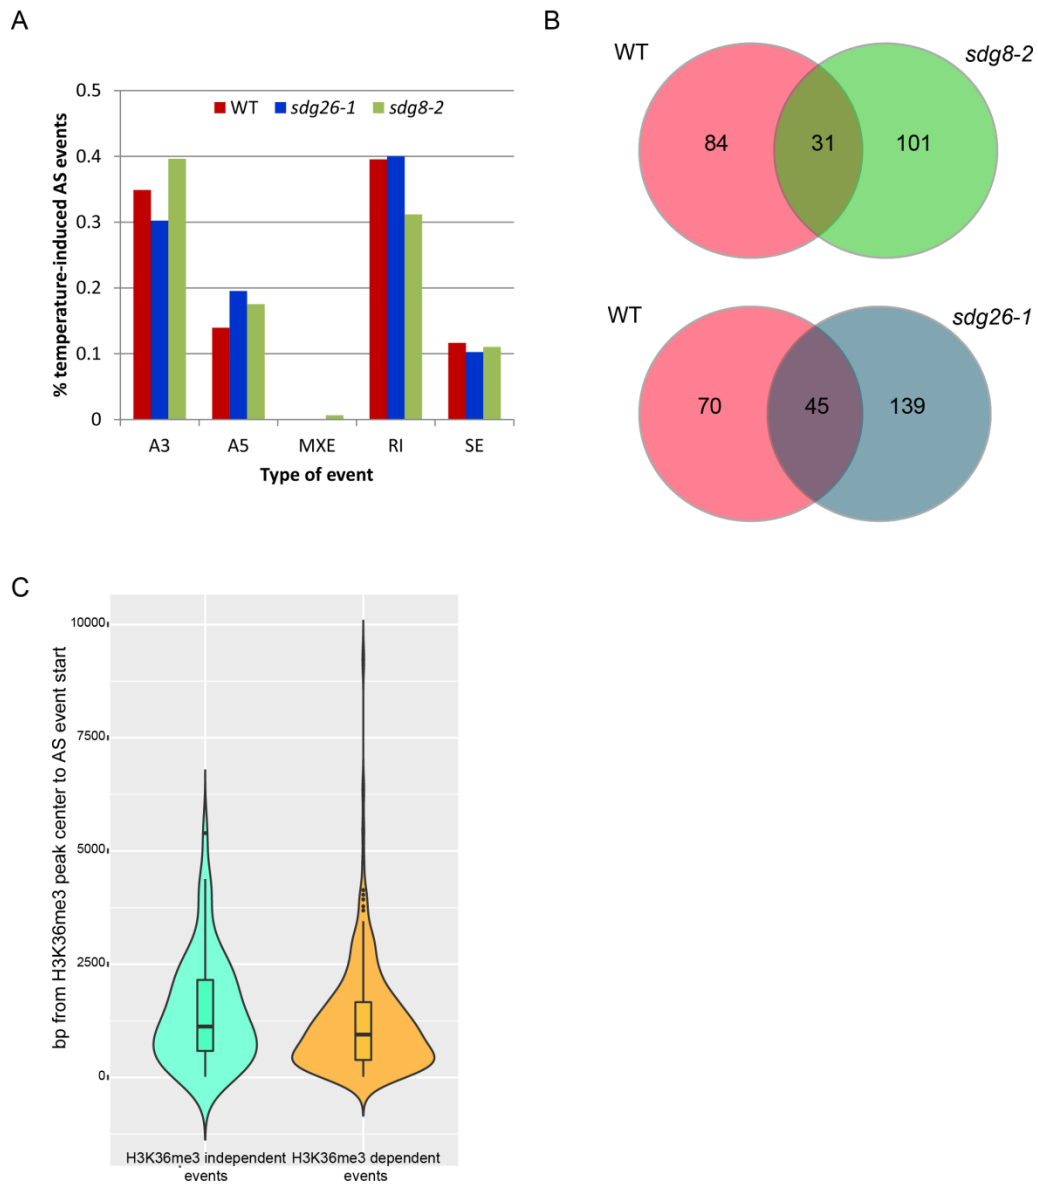 A
% temperature-induced AS events
0.5
0.4
0.3
0.2
0.1
0
WT sdg26-1 sdg8-2
A3 A5 MXE RI SE
Type of event
B
WT sdg8-2
84 31 101
WT sdg26-1
70 45 139
C
bp from H3K36me3 peak center to AS event start
10000
7500
5000
2500
0
H3K36me3 independent events
H3K36me3 dependent events